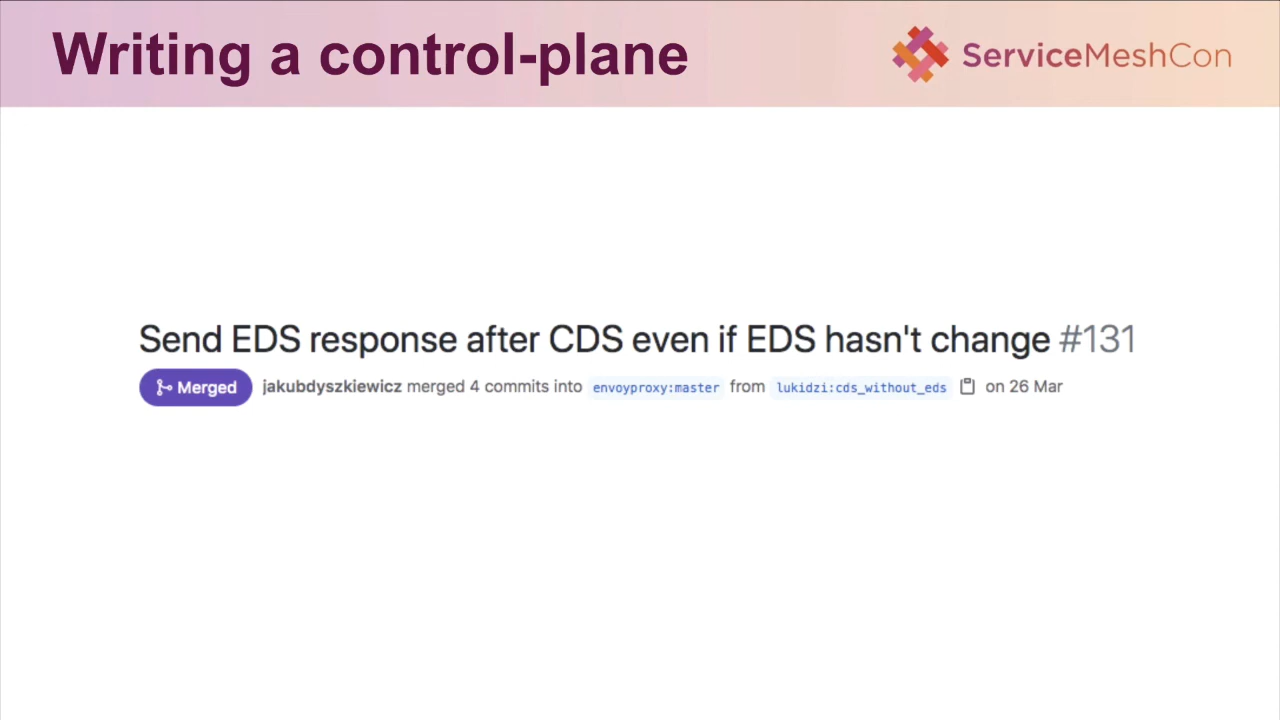 Writing a control-plane
ServiceMeshCon
Send EDS response after CDS even if EDS hasn't change #131
Merged jakubdyszkiewicz merged 4 commits into envoyproxy:master from lukidzi:cds_without_eds on 26 Mar